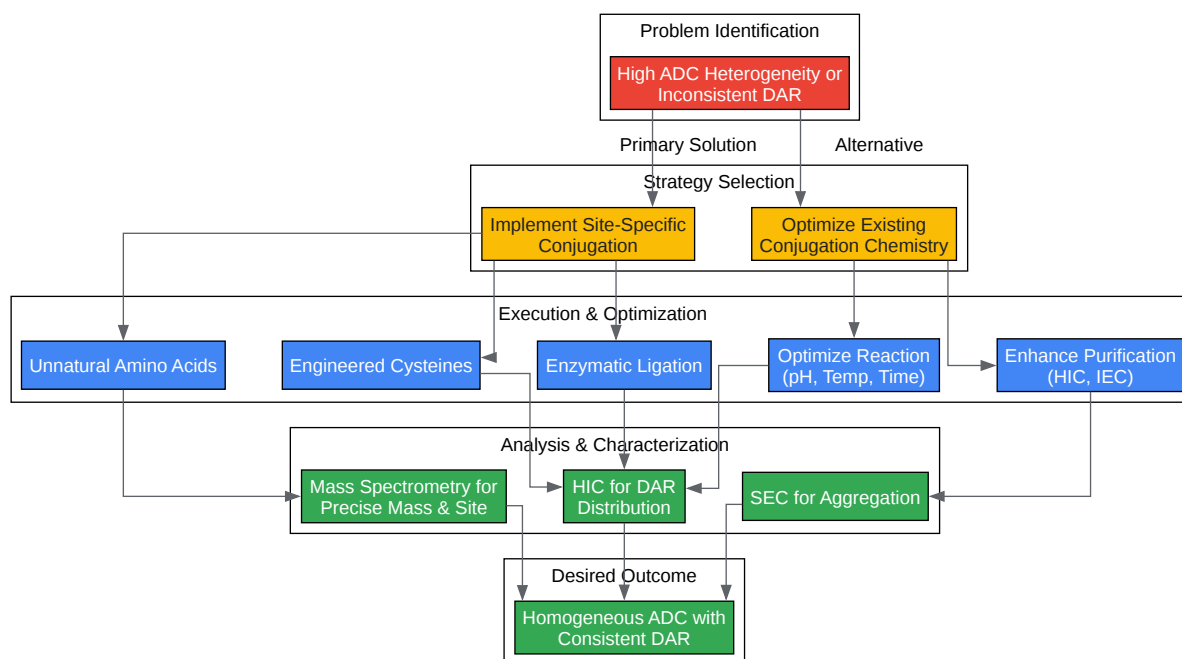 Problem Identification
High ADC Heterogeneity or
Inconsistent DAR
Primary Solution
Alternative
Strategy Selection
Implement Site-Specific
Conjugation
Optimize Existing
Conjugation Chemistry
Execution & Optimization
Unnatural Amino Acids
Engineered Cysteines
Enzymatic Ligation
Optimize Reaction
(pH, Temp, Time)
Enhance Purification
(HIC, IEC)
Analysis & Characterization
Mass Spectrometry for
Precise Mass & Site
HIC for DAR
Distribution
SEC for Aggregation
Desired Outcome
Homogeneous ADC with
Consistent DAR